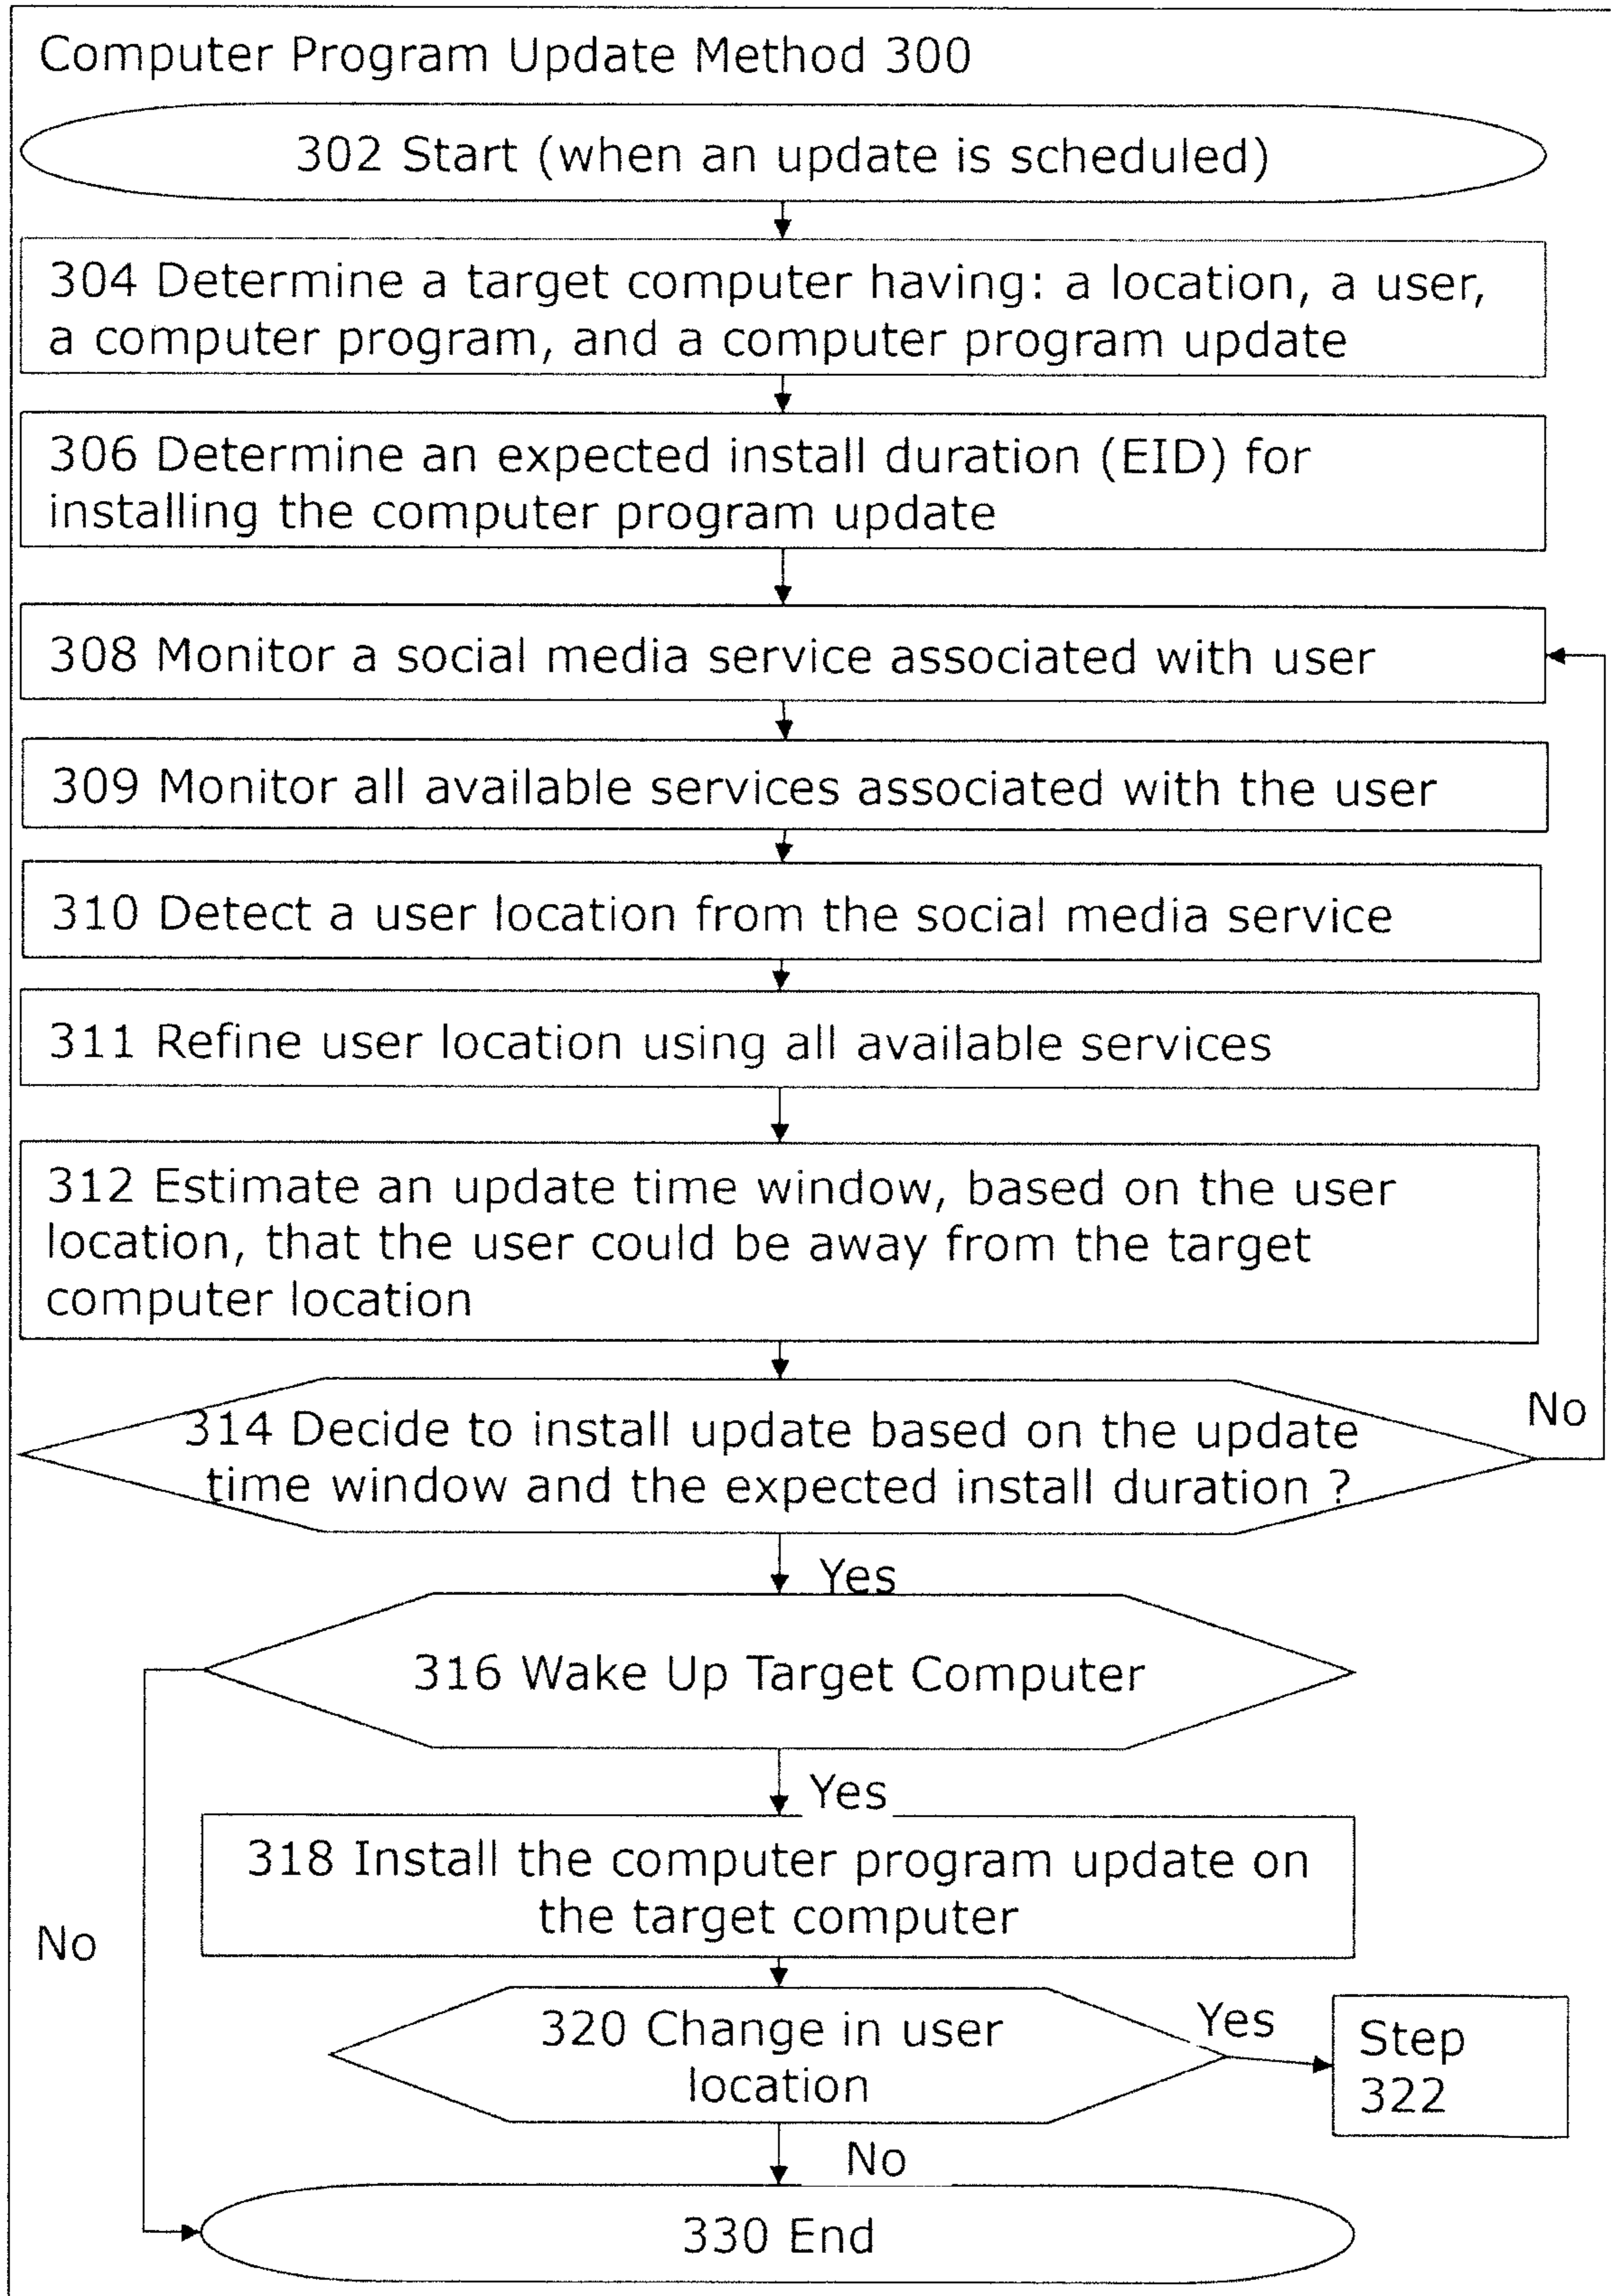 Computer Program Update Method 300
302 Start (when an update is scheduled)
304 Determine a target computer having: a location, a user,
a computer program, and a computer program update
306 Determine an expected install duration (EID) for
installing the computer program update
308 Monitor a social media service associated with user
309 Monitor all available services associated with the user
310 Detect a user location from the social media service
311 Refine user location using all available services
312 Estimate an update time window, based on the user
location, that the user could be away from the target
computer location
314 Decide to install update based on the update
time window and the expected install duration ?
No
Yes
316 Wake Up Target Computer
Yes
318 Install the computer program update on
the target computer
No
320 Change in user
location
Yes
Step
322
No
330 End